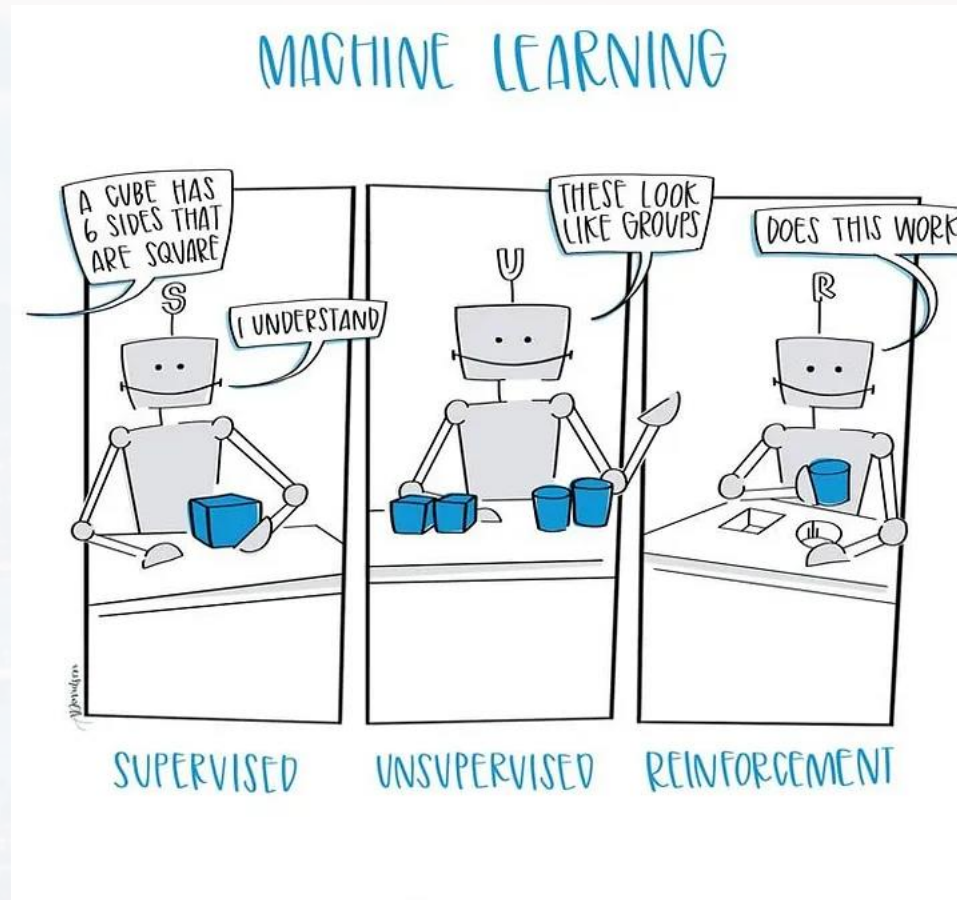 MACHINE LEARNING
A CUBE HAS
6 SIDES THAT
ARE SQUARE
S
I UNDERSTAND
THESE LOOK
LIKE GROUPS
U
DOES THIS WORK
R
SUPERVISED
UNSUPERVISED
REINFORCEMENT